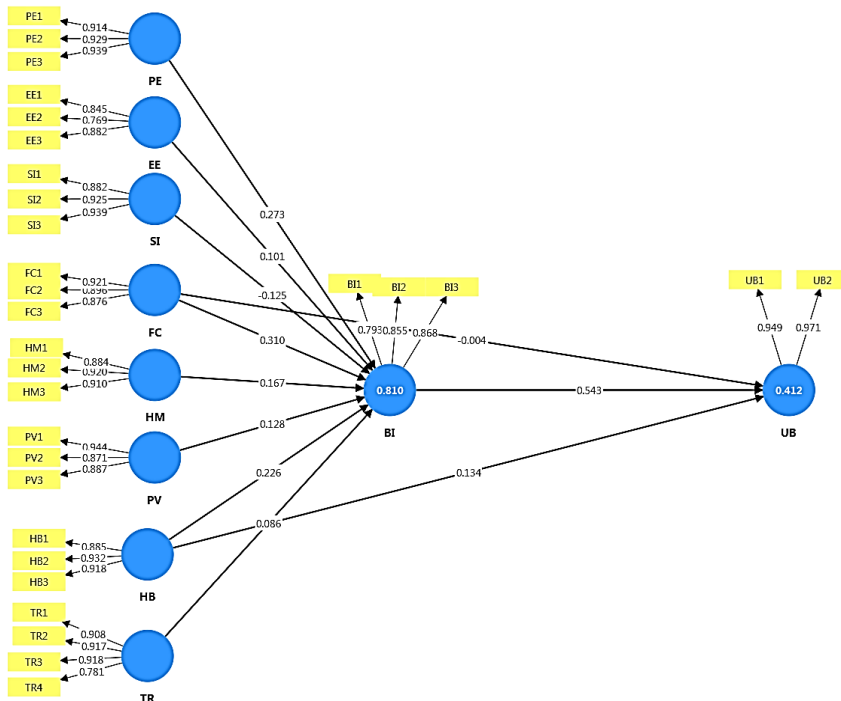 PE1
0.914
PE2
0.929
PE3
0.939
PE
EE1
0.845
EE2
0.769
EE3
0.882
EE
SI1
0.882
SI2
0.925
SI3
0.939
SI
FC1
0.921
FC2
0.896
FC3
0.876
FC
HM1
0.884
HM2
0.920
HM3
0.910
HM
PV1
0.944
PV2
0.871
PV3
0.887
PV
HB1
0.885
HB2
0.932
HB3
0.918
HB
TR1
0.908
TR2
0.917
TR3
0.918
TR4
0.781
TR
0.273
0.101
-0.125
0.310
0.167
0.128
0.226
0.086
BI1
BI2
BI3
0.793
0.855
0.868
0.810
BI
-0.004
0.543
0.134
UB1
UB2
0.949
0.971
0.412
UB